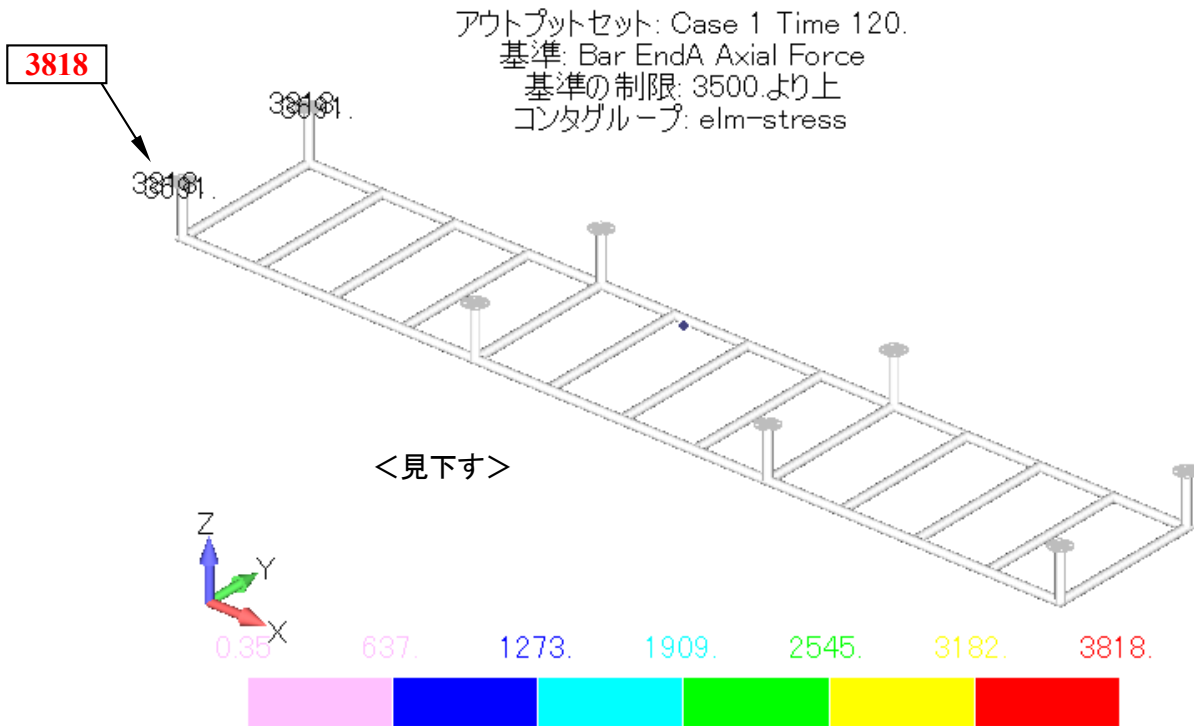 アウトプットセット: Case 1 Time 120.
基準: Bar EndA Axial Force
基準の制限: 3500.より上
コンタグループ: elm-stress
3818
<見下す>
Z
Y
X
0.35 637. 1273. 1909. 2545. 3182. 3818.